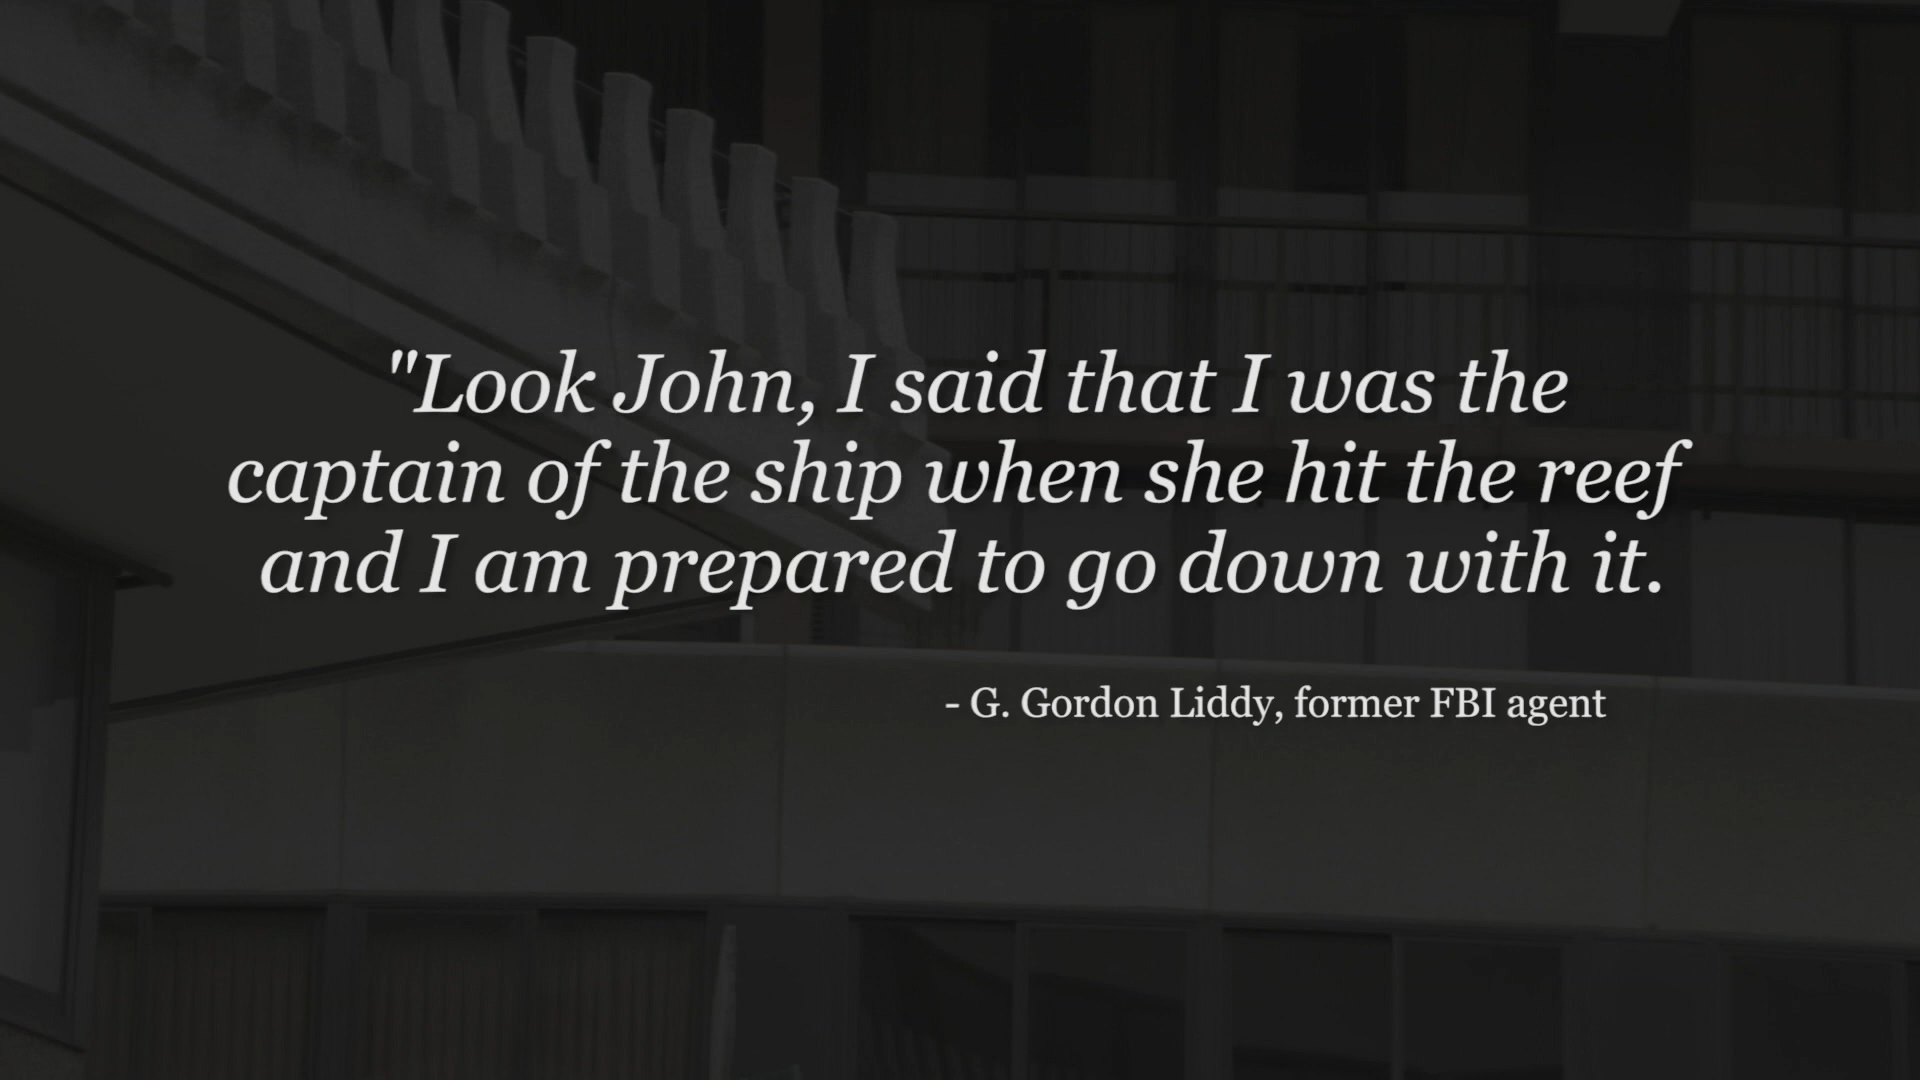 "Look John, I said that I was the
captain of the ship when she hit the reef
and I am prepared to go down with it.
- G. Gordon Liddy, former FBI agent